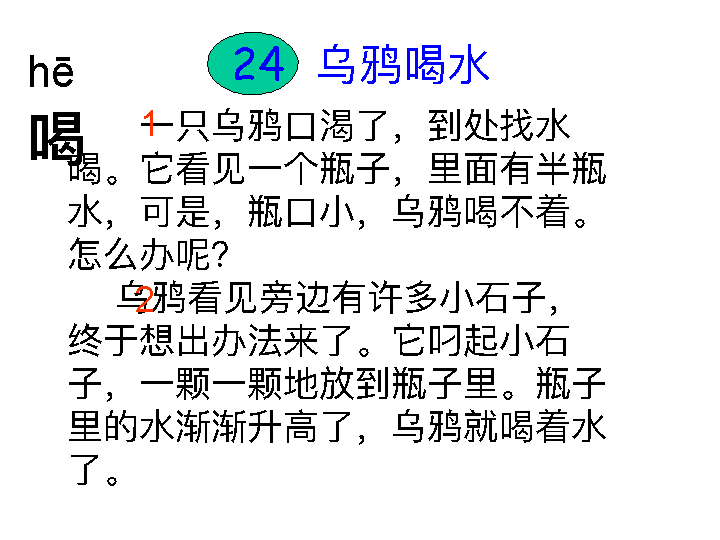 hē
喝
24 乌鸦喝水
1
一只乌鸦口渴了，到处找水
喝。它看见一个瓶子，里面有半瓶
水，可是，瓶口小，乌鸦喝不着。
怎么办呢？
2
乌鸦看见旁边有许多小石子，
终于想出办法来了。它叼起小石
子，一颗一颗地放到瓶子里。瓶子
里的水渐渐升高了，乌鸦就喝着水
了。